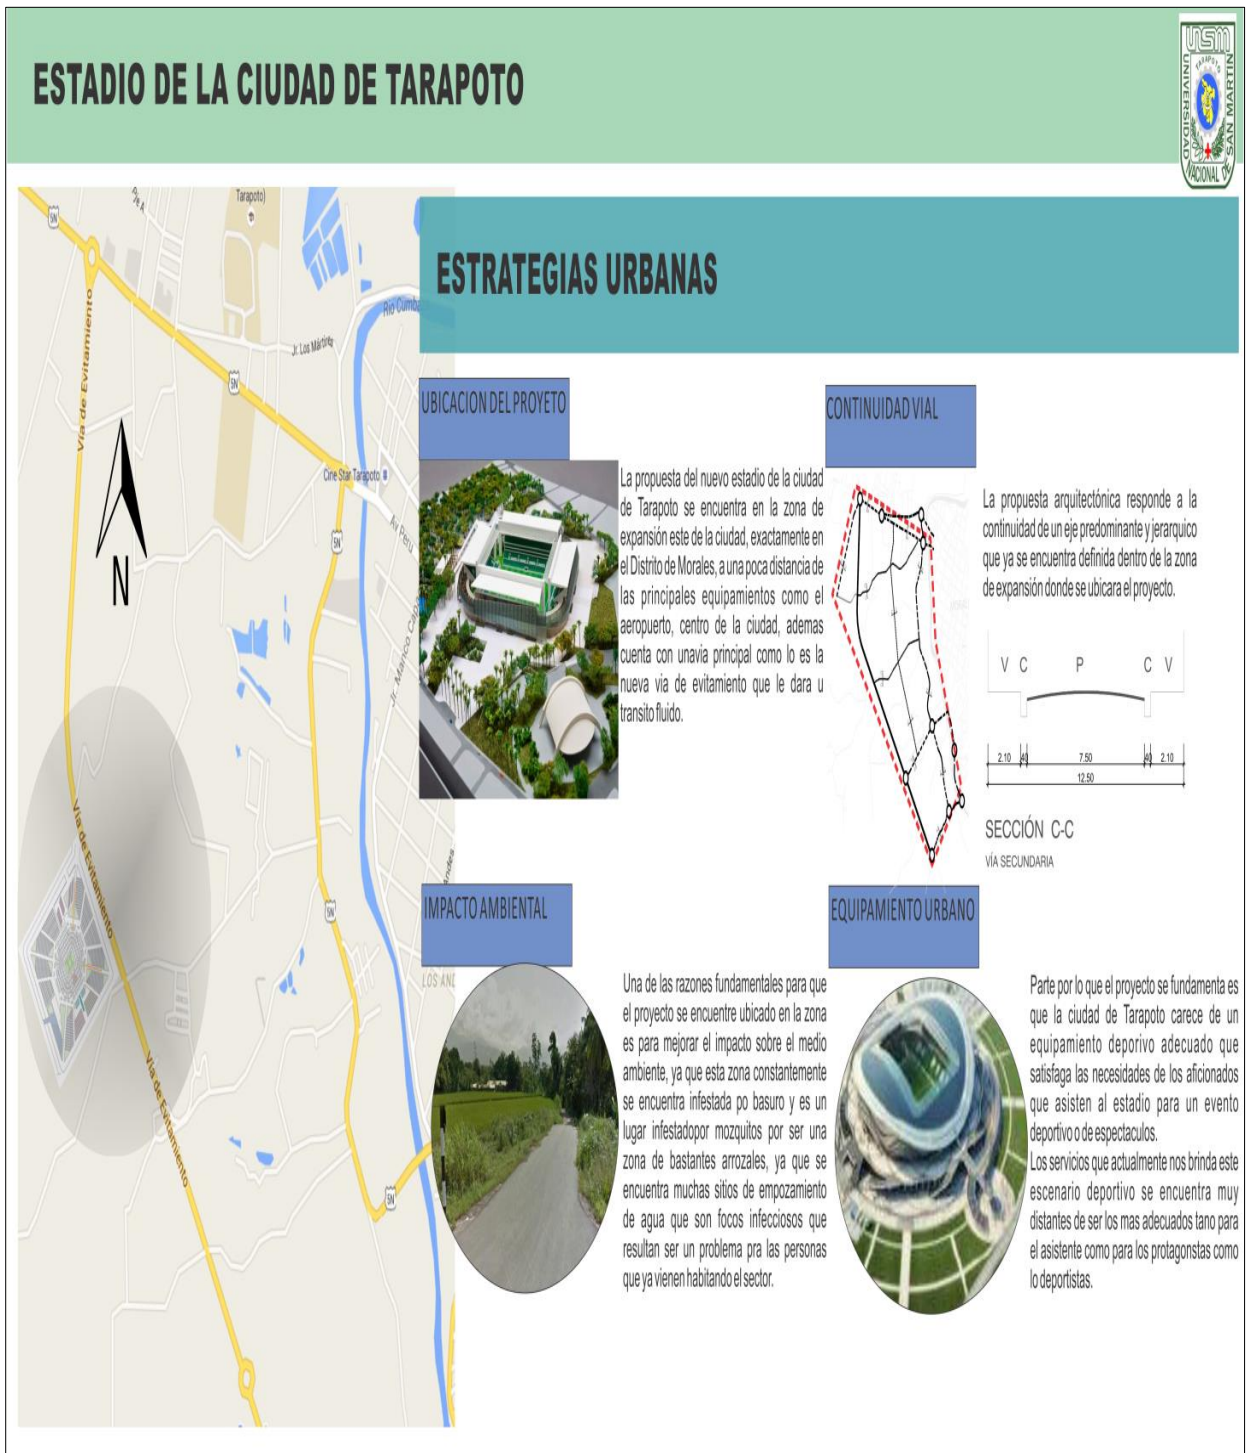 ESTADIO DE LA CIUDAD DE TARAPOTO
UNSM
TARAPOTO
UNIVERSIDAD
NACIONAL DE
SAN MARTIN
ESTRATEGIAS URBANAS
5N
Tarapoto)
Pje A
Vía de Evitamiento
Jr. Los Mártires
5N
Cine Star Tarapoto
Av Perú
5N
N
Vía de Evitamiento
Vía de Evitamiento
5N
5N
UBICACION DEL PROYETO
La propuesta del nuevo estadio de la ciudad
de Tarapoto se encuentra en la zona de
expansión este de la ciudad, exactamente en
el Distrito de Morales, a una poca distancia de
las principales equipamientos como el
aeropuerto, centro de la ciudad, ademas
cuenta con unavia principal como lo es la
nueva via de evitamiento que le dara u
transito fluido.
CONTINUIDAD VIAL
La propuesta arquitectónica responde a la
continuidad de un eje predominante y jerarquico
que ya se encuentra definida dentro de la zona
de expansión donde se ubicara el proyecto.
V C P C V
2.10 .40 7.50 .40 2.10
12.50
SECCIÓN C-C
VÍA SECUNDARIA
IMPACTO AMBIENTAL
Una de las razones fundamentales para que
el proyecto se encuentre ubicado en la zona
es para mejorar el impacto sobre el medio
ambiente, ya que esta zona constantemente
se encuentra infestada po basuro y es un
lugar infestadopor mozquitos por ser una
zona de bastantes arrozales, ya que se
encuentra muchas sitios de empozamiento
de agua que son focos infecciosos que
resultan ser un problema pra las personas
que ya vienen habitando el sector.
EQUIPAMIENTO URBANO
Parte por lo que el proyecto se fundamenta es
que la ciudad de Tarapoto carece de un
equipamiento deporivo adecuado que
satisfaga las necesidades de los aficionados
que asisten al estadio para un evento
deportivo o de espectaculos.
Los servicios que actualmente nos brinda este
escenario deportivo se encuentra muy
distantes de ser los mas adecuados tano para
el asistente como para los protagonstas como
lo deportistas.